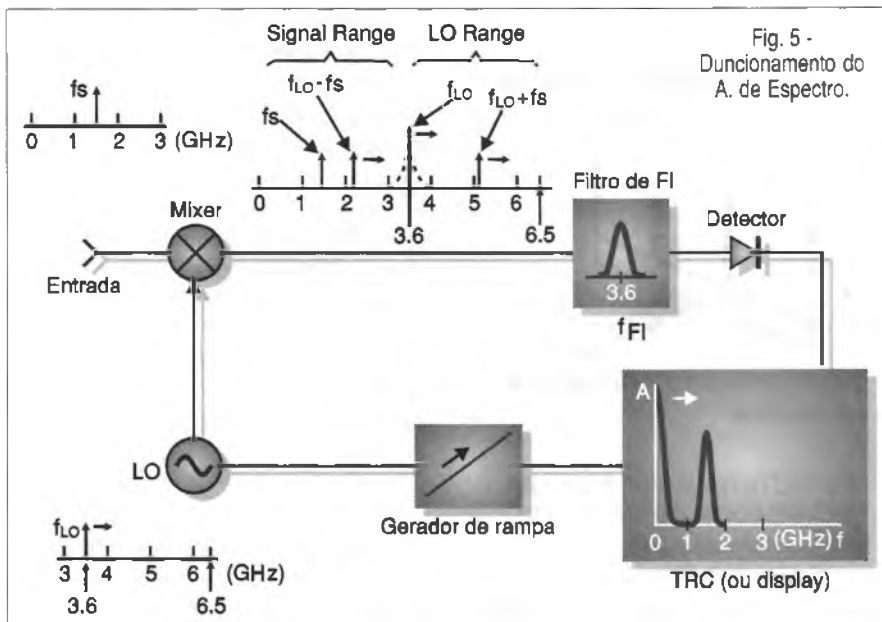 Signal Range LO Range
Fig. 5 -
Duncionamento do
A. de Espectro.
fs
0 1 2 3 (GHz)
fLO-fs
fs
fLO
fLO+fs
0 1 2 3 4 5 6
3.6 6.5
Mixer
Entrada
Filtro de FI
3.6
fFI
Detector
LO
Gerador de rampa
A
0 1 2 3 (GHz) f
TRC (ou display)
fLO
3 4 5 6 (GHz)
3.6 6.5